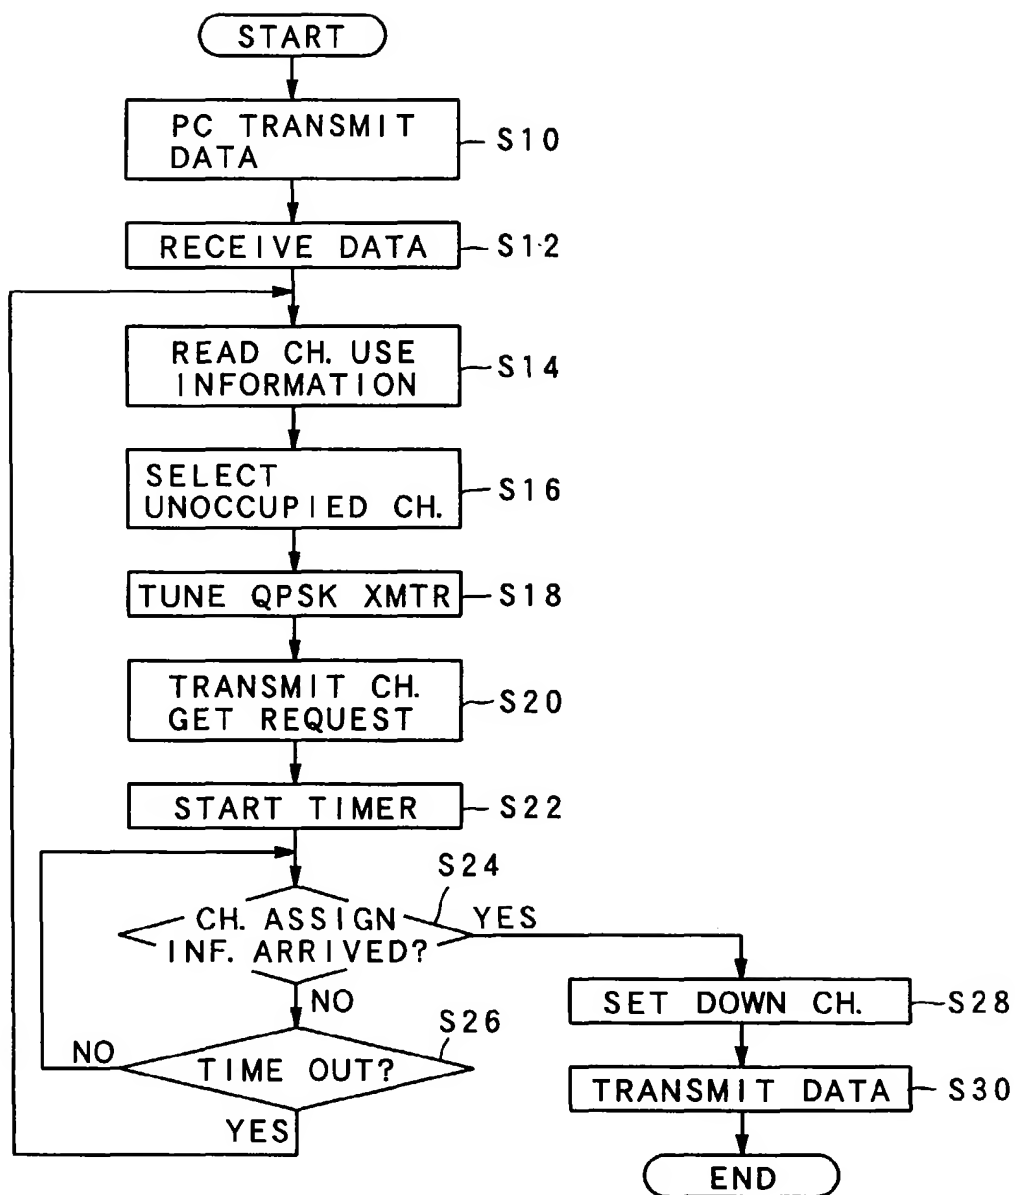 START
PC TRANSMIT
DATA
S10
RECEIVE DATA
S12
READ CH. USE
INFORMATION
S14
SELECT
UNOCCUPIED CH.
S16
TUNE QPSK XMTR
S18
TRANSMIT CH.
GET REQUEST
S20
START TIMER
S22
S24
CH. ASSIGN
INF. ARRIVED?
YES
NO
S26
TIME OUT?
NO
YES
SET DOWN CH.
S28
TRANSMIT DATA
S30
END